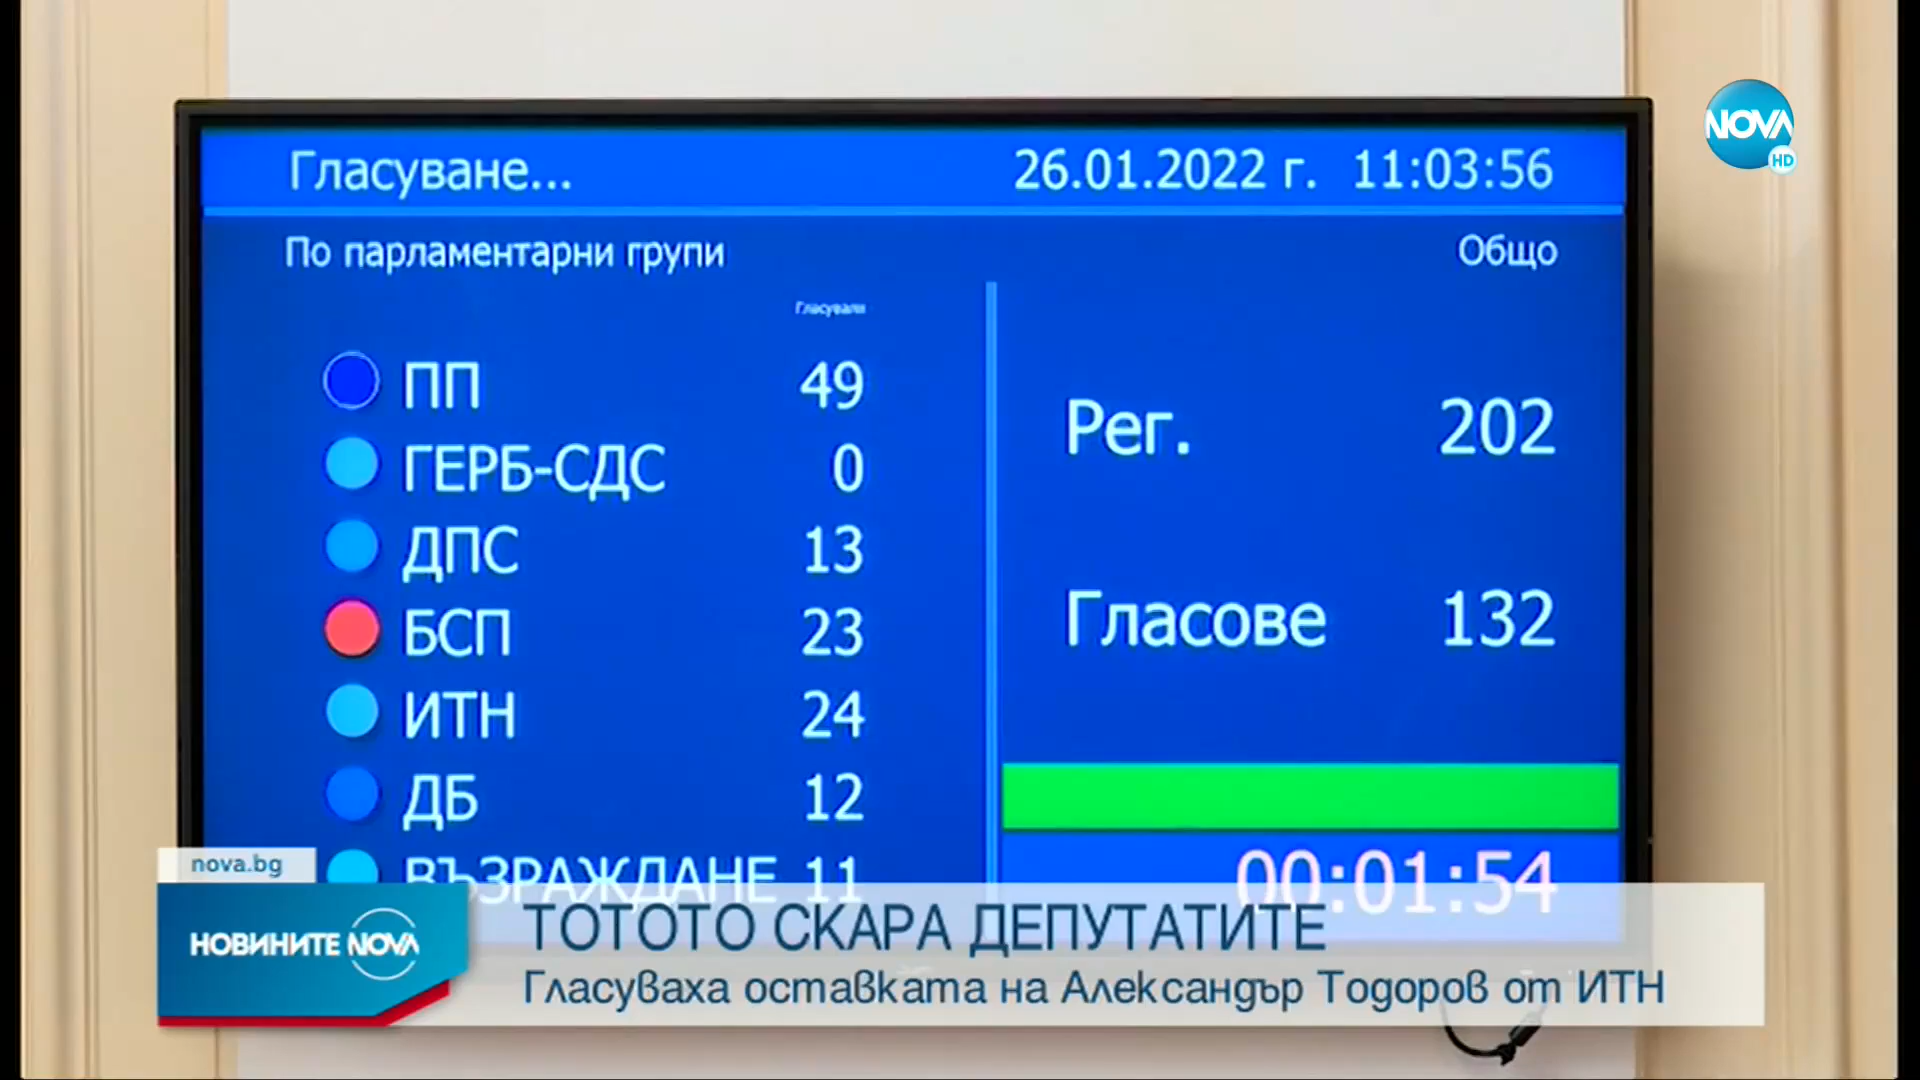 NOVA
HD
Гласуване... 26.01.2022 г. 11:03:56
По парламентарни групи Общо
Гласували
ПП 49
ГЕРБ-СДС 0
ДПС 13
БСП 23
ИТН 24
ДБ 12
ВЪЗРАЖДАНЕ 11
Рег. 202
Гласове 132
00:01:54
nova.bg
НОВИНИТЕ NOVA
ТОТОТО СКАРА ДЕПУТАТИТЕ
Гласуваха оставката на Александър Тодоров от ИТН